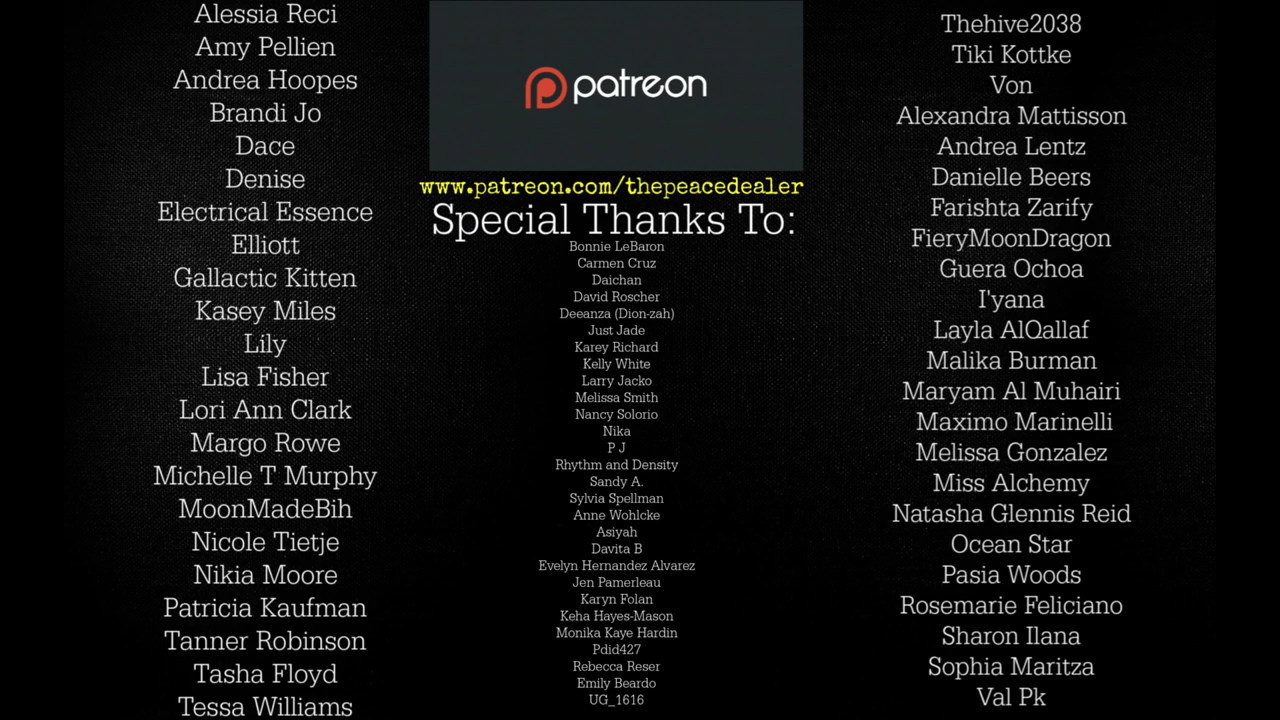 Alessia Reci
Amy Pellien
Andrea Hoopes
Brandi Jo
Dace
Denise
Electrical Essence
Elliott
Gallactic Kitten
Kasey Miles
Lily
Lisa Fisher
Lori Ann Clark
Margo Rowe
Michelle T Murphy
MoonMadeBih
Nicole Tietje
Nikia Moore
Patricia Kaufman
Tanner Robinson
Tasha Floyd
Tessa Williams
patreon
www.patreon.com/thepeacedealer
Special Thanks To:
Bonnie LeBaron
Carmen Cruz
Daichan
David Roscher
Deeanza (Dion-zah)
Just Jade
Karey Richard
Kelly White
Larry Jacko
Melissa Smith
Nancy Solorio
Nika
P J
Rhythm and Density
Sandy A.
Sylvia Spellman
Anne Wohlcke
Asiyah
Davita B
Evelyn Hernandez Alvarez
Jen Pamerleau
Karyn Folan
Keha Hayes-Mason
Monika Kaye Hardin
Pdid427
Rebecca Reser
Emily Beardo
UG_1616
Thehive2038
Tiki Kottke
Von
Alexandra Mattisson
Andrea Lentz
Danielle Beers
Farishta Zarify
FieryMoonDragon
Guera Ochoa
I'yana
Layla AlQallaf
Malika Burman
Maryam Al Muhairi
Maximo Marinelli
Melissa Gonzalez
Miss Alchemy
Natasha Glennis Reid
Ocean Star
Pasia Woods
Rosemarie Feliciano
Sharon Ilana
Sophia Maritza
Val Pk